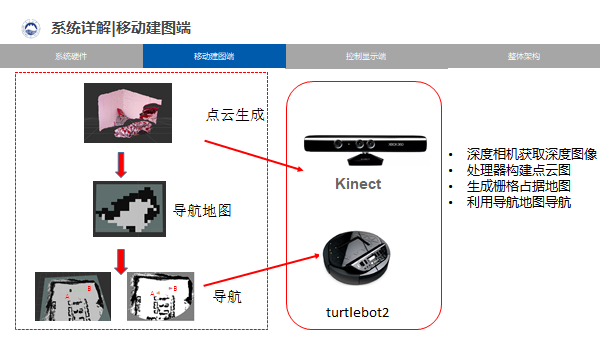 系统详解|移动建图端
系统硬件
移动建图端
控制显示端
整体架构
点云生成
导航地图
导航
A
B
A
B
XBOX 360
Kinect
turtlebot2
• 深度相机获取深度图像
• 处理器构建点云图
• 生成栅格占据地图
• 利用导航地图导航